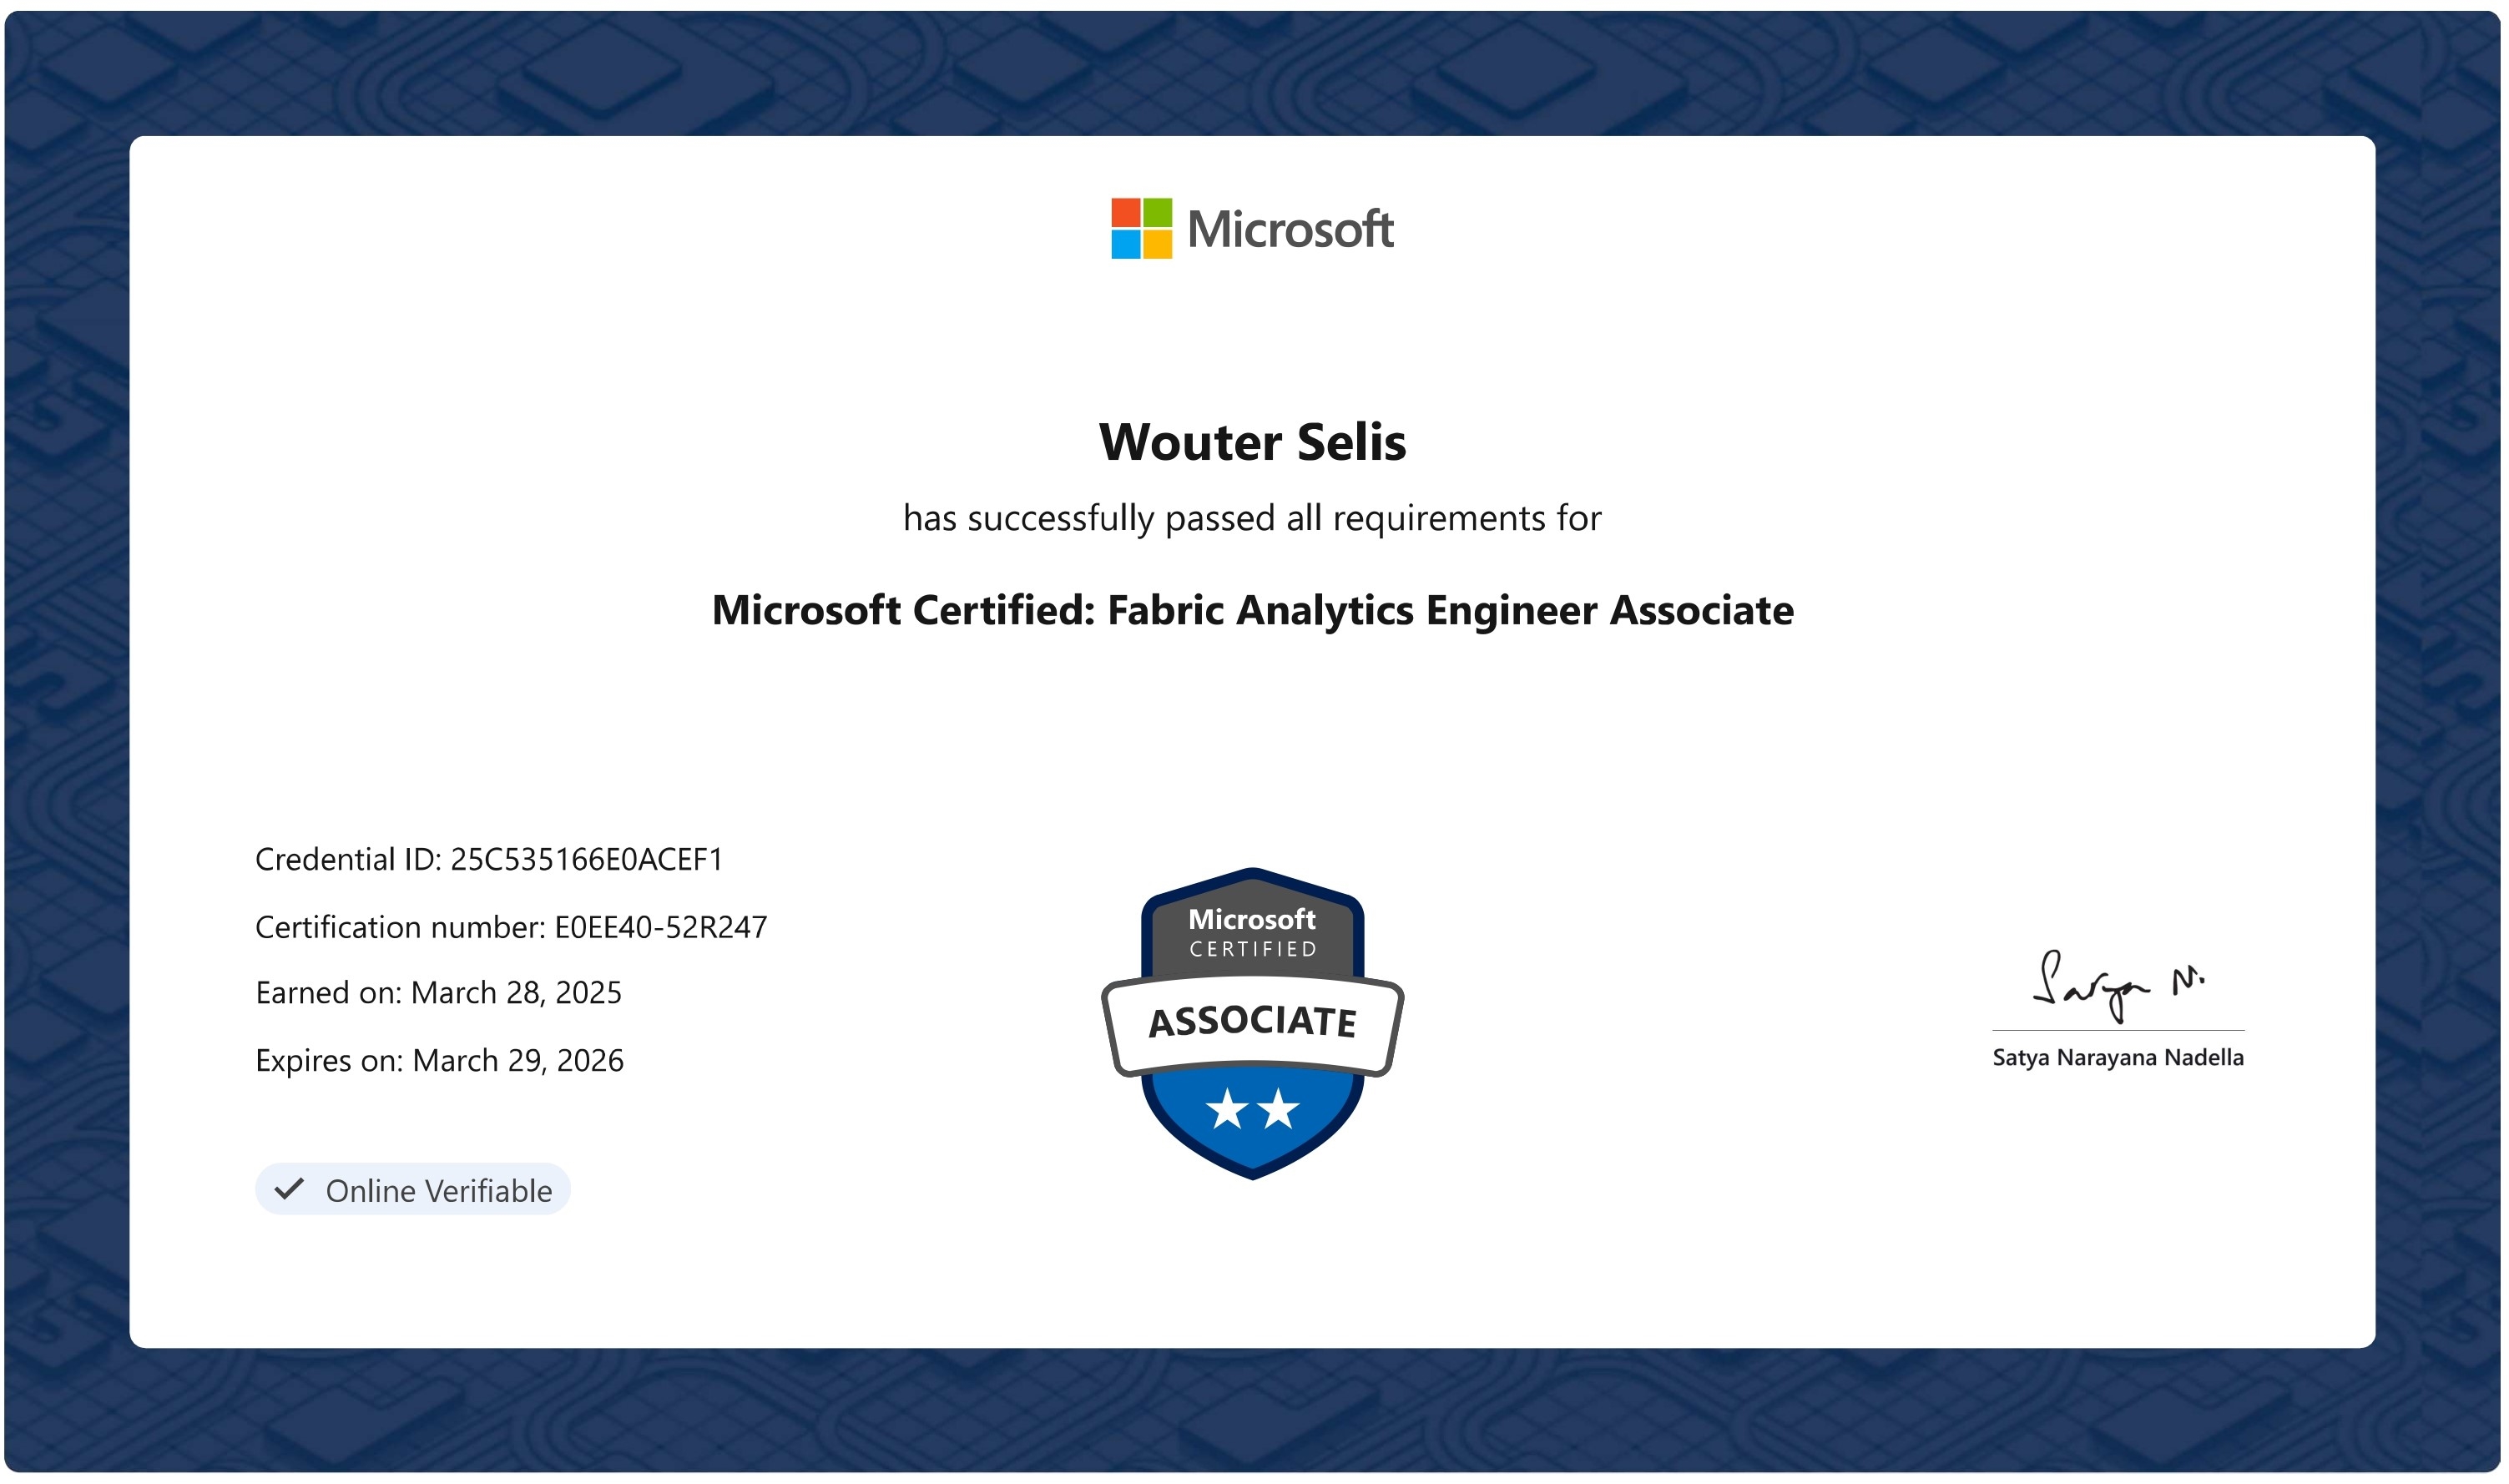 Microsoft
Wouter Selis
has successfully passed all requirements for
Microsoft Certified: Fabric Analytics Engineer Associate
Credential ID: 25C535166E0ACEF1
Certification number: E0EE40-52R247
Earned on: March 28, 2025
Expires on: March 29, 2026
Online Verifiable
Microsoft
CERTIFIED
ASSOCIATE
Satya N.
Satya Narayana Nadella